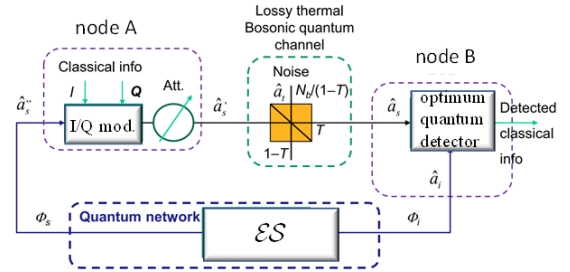 Lossy thermal
Bosonic quantum
channel
node A
node B
Classical info
I
Q
Att.
Noise
â_t
N_b/(1−T)
â_s''
I/Q mod.
â_s'
T
1−T
â_s
optimum
quantum
detector
Detected
classical
info
â_i
Φ_s
Quantum network
ℰ𝒮
Φ_i